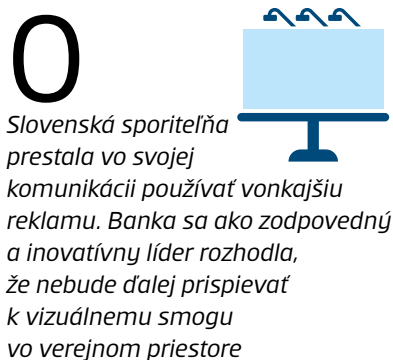 0
Slovenská sporiteľňa
prestala vo svojej
komunikácii používať vonkajšiu
reklamu. Banka sa ako zodpovedný
a inovatívny líder rozhodla,
že nebude ďalej prispievať
k vizuálnemu smogu
vo verejnom priestore